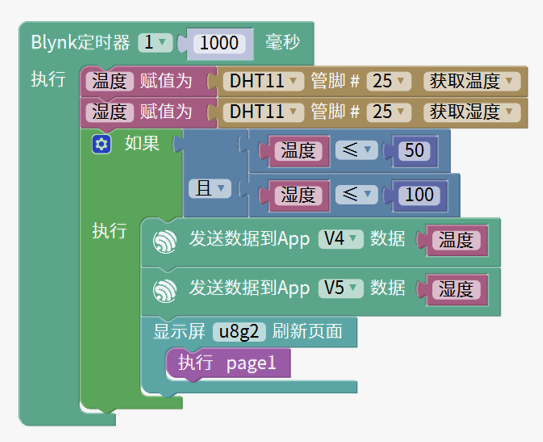 Blynk定时器 1 1000 毫秒
执行 温度 赋值为 DHT11 管脚 # 25 获取温度
湿度 赋值为 DHT11 管脚 # 25 获取湿度
如果 温度 ≤ 50
且 湿度 ≤ 100
执行 发送数据到App V4 数据 温度
发送数据到App V5 数据 湿度
显示屏 u8g2 刷新页面
执行 page1